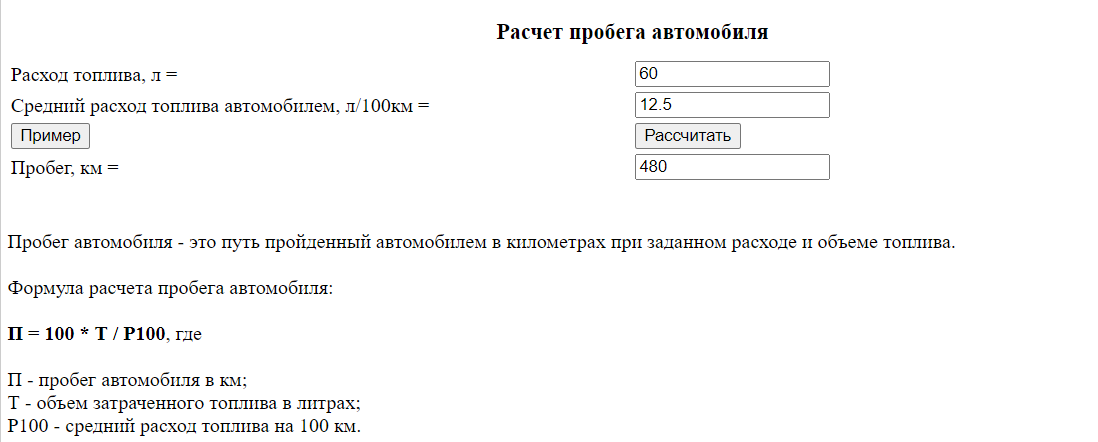 Расчет пробега автомобиля
Расход топлива, л = 60
Средний расход топлива автомобилем, л/100км = 12.5
Пример Рассчитать
Пробег, км = 480
Пробег автомобиля - это путь пройденный автомобилем в километрах при заданном расходе и объеме топлива.
Формула расчета пробега автомобиля:
П = 100 * Т / Р100, где
П - пробег автомобиля в км;
Т - объем затраченного топлива в литрах;
Р100 - средний расход топлива на 100 км.